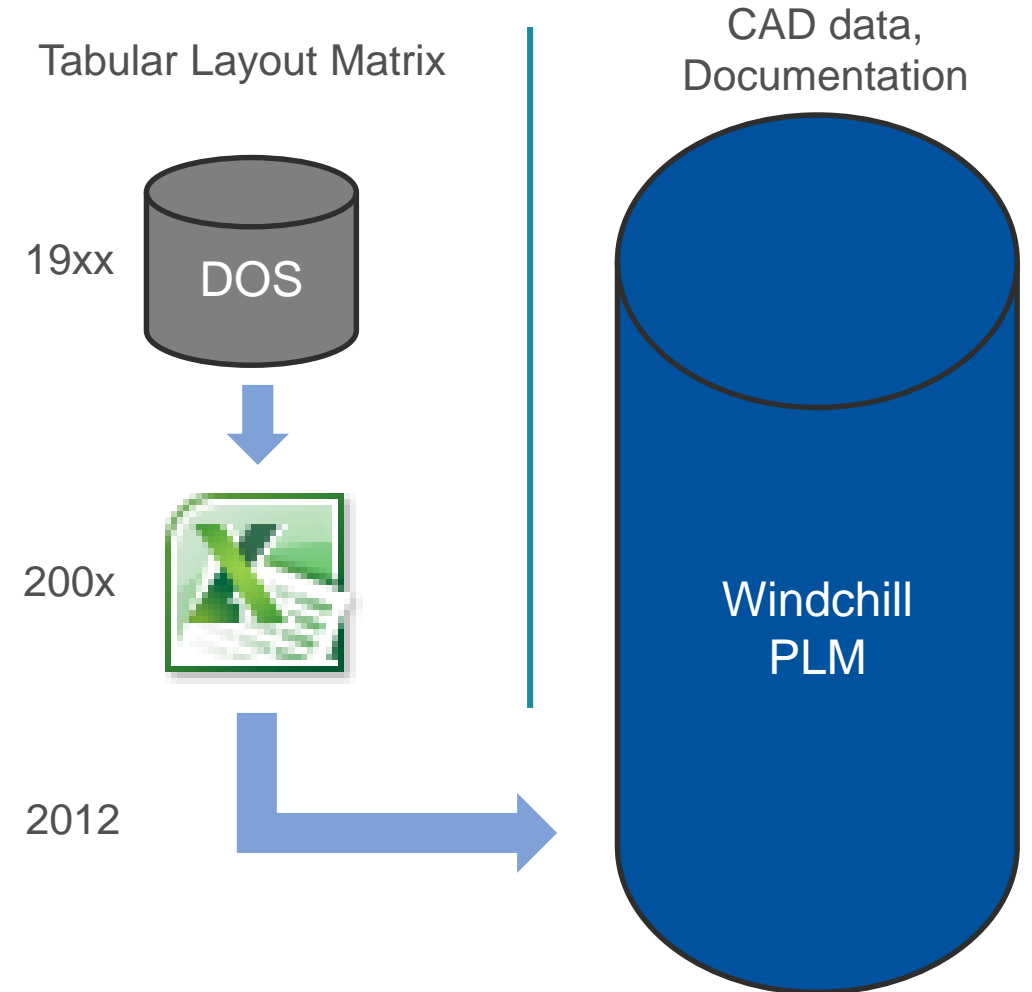 Tabular Layout Matrix
CAD data,
Documentation
19xx
DOS
200x
X
Windchill
PLM
2012